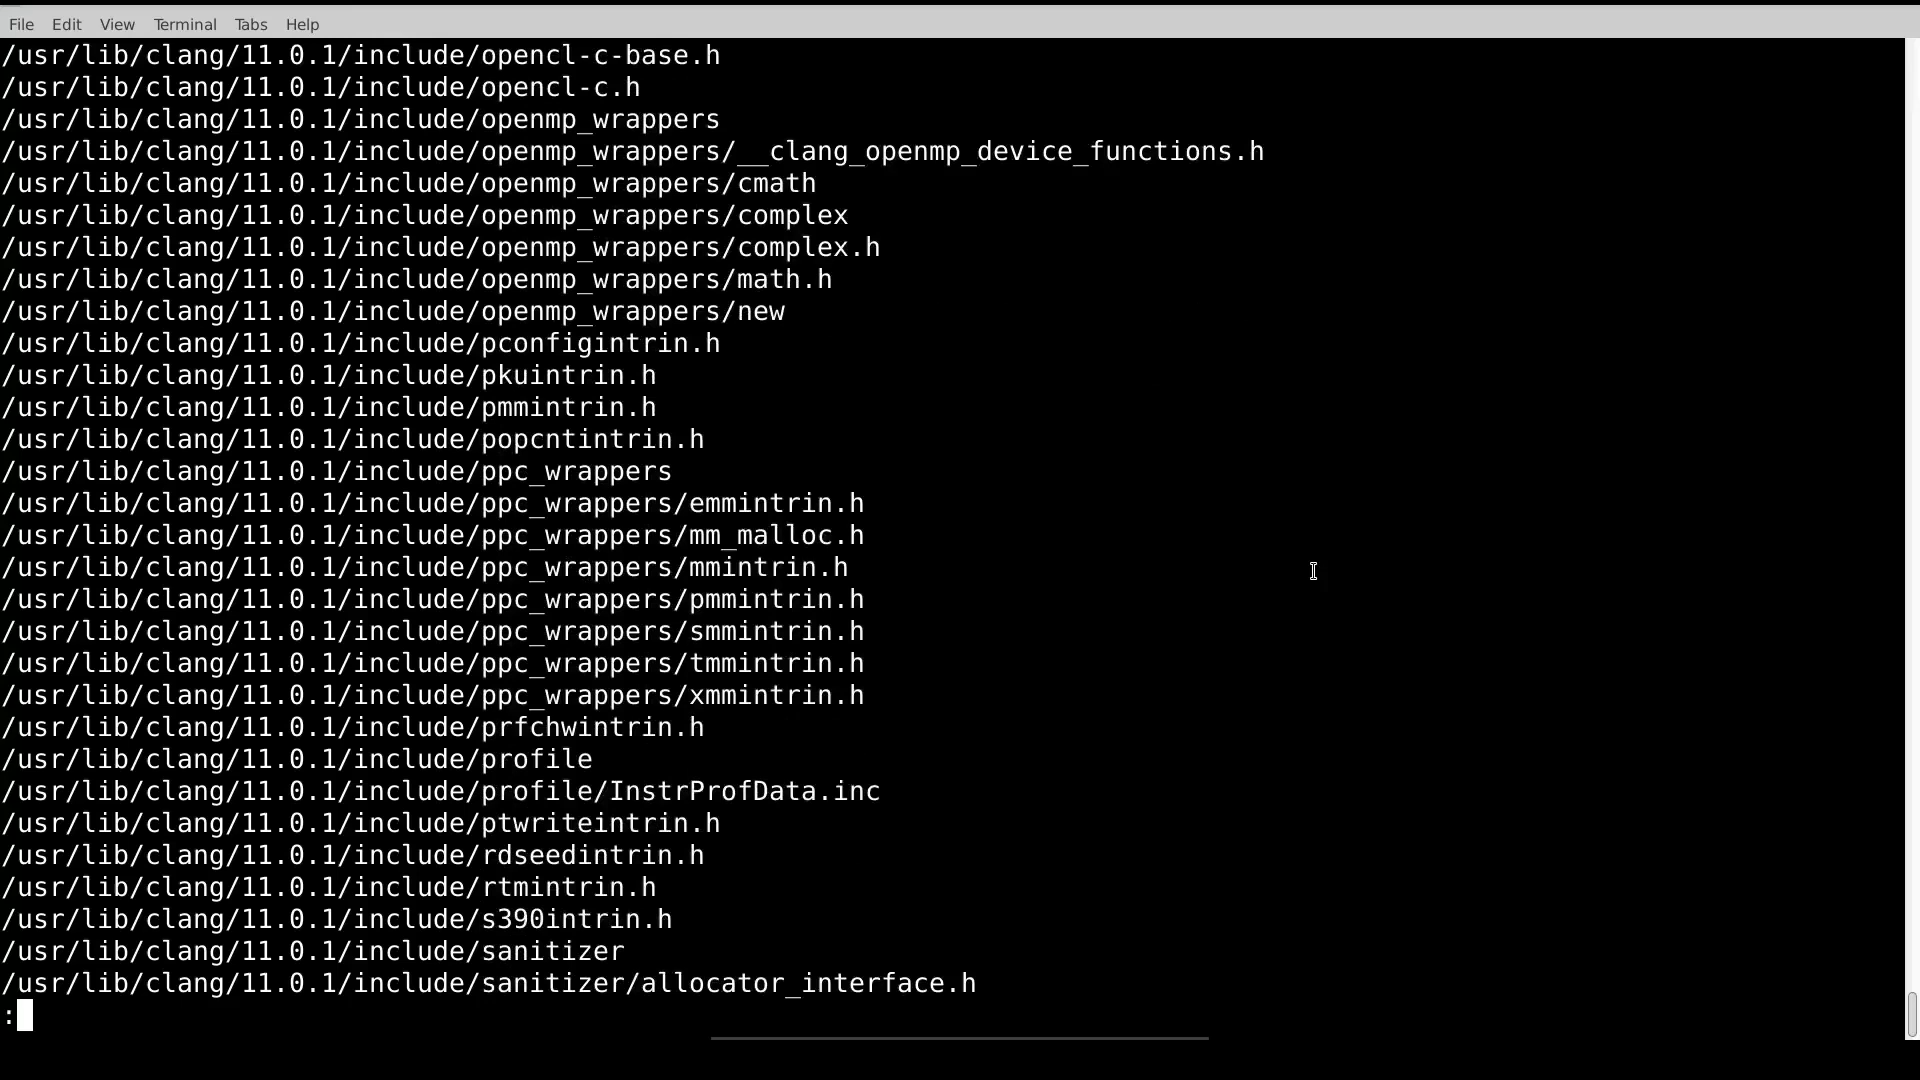 File Edit View Terminal Tabs Help
/usr/lib/clang/11.0.1/include/opencl-c-base.h
/usr/lib/clang/11.0.1/include/opencl-c.h
/usr/lib/clang/11.0.1/include/openmp_wrappers
/usr/lib/clang/11.0.1/include/openmp_wrappers/__clang_openmp_device_functions.h
/usr/lib/clang/11.0.1/include/openmp_wrappers/cmath
/usr/lib/clang/11.0.1/include/openmp_wrappers/complex
/usr/lib/clang/11.0.1/include/openmp_wrappers/complex.h
/usr/lib/clang/11.0.1/include/openmp_wrappers/math.h
/usr/lib/clang/11.0.1/include/openmp_wrappers/new
/usr/lib/clang/11.0.1/include/pconfigintrin.h
/usr/lib/clang/11.0.1/include/pkuintrin.h
/usr/lib/clang/11.0.1/include/pmmintrin.h
/usr/lib/clang/11.0.1/include/popcntintrin.h
/usr/lib/clang/11.0.1/include/ppc_wrappers
/usr/lib/clang/11.0.1/include/ppc_wrappers/emmintrin.h
/usr/lib/clang/11.0.1/include/ppc_wrappers/mm_malloc.h
/usr/lib/clang/11.0.1/include/ppc_wrappers/mmintrin.h
/usr/lib/clang/11.0.1/include/ppc_wrappers/pmmintrin.h
/usr/lib/clang/11.0.1/include/ppc_wrappers/smmintrin.h
/usr/lib/clang/11.0.1/include/ppc_wrappers/tmmintrin.h
/usr/lib/clang/11.0.1/include/ppc_wrappers/xmmintrin.h
/usr/lib/clang/11.0.1/include/prfchwintrin.h
/usr/lib/clang/11.0.1/include/profile
/usr/lib/clang/11.0.1/include/profile/InstrProfData.inc
/usr/lib/clang/11.0.1/include/ptwriteintrin.h
/usr/lib/clang/11.0.1/include/rdseedintrin.h
/usr/lib/clang/11.0.1/include/rtmintrin.h
/usr/lib/clang/11.0.1/include/s390intrin.h
/usr/lib/clang/11.0.1/include/sanitizer
/usr/lib/clang/11.0.1/include/sanitizer/allocator_interface.h
: